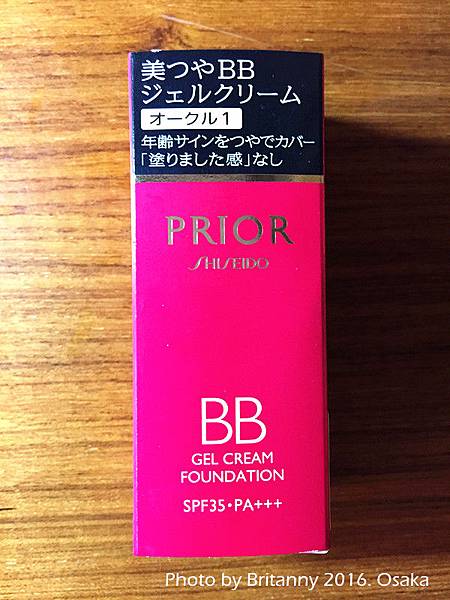 美つやBB
ジェルクリーム
オークル1
年齢サインをつやでカバー
「塗りました感」なし
PRIOR
SHISEIDO
BB
GEL CREAM
FOUNDATION
SPF35・PA+++
Photo by Britanny 2016. Osaka